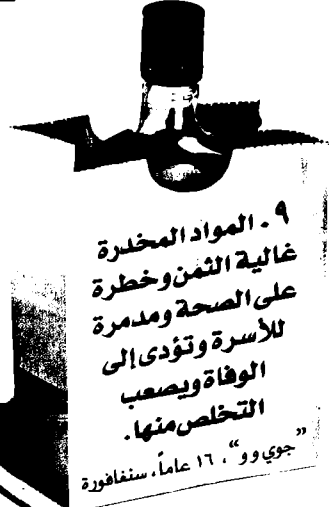 ٩. المواد المخدرة
غالية الثمن وخطرة
على الصحة ومدمرة
للأسرة وتؤدى إلى
الوفاة ويصعب
التخلص منها.
”جوي وو“، ١٦ عاماً، سنغافورة